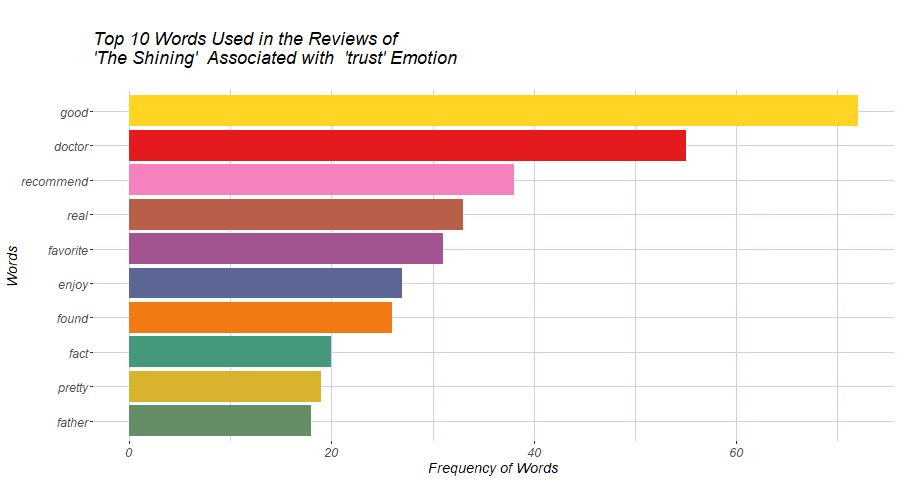 Top 10 Words Used in the Reviews of
'The Shining'  Associated with  'trust' Emotion
Words
good
doctor
recommend
real
favorite
enjoy
found
fact
pretty
father
0 20 40 60
Frequency of Words